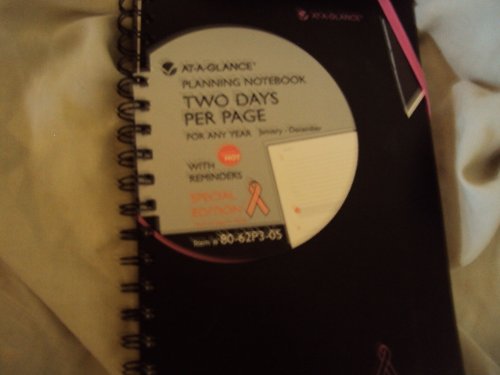 AT-A-GLANCE®
AT-A-GLANCE®
PLANNING NOTEBOOK
TWO DAYS
PER PAGE
FOR ANY YEAR January - December
HOT
WITH
REMINDERS
SPECIAL
EDITION
Item # 80-62P3-05